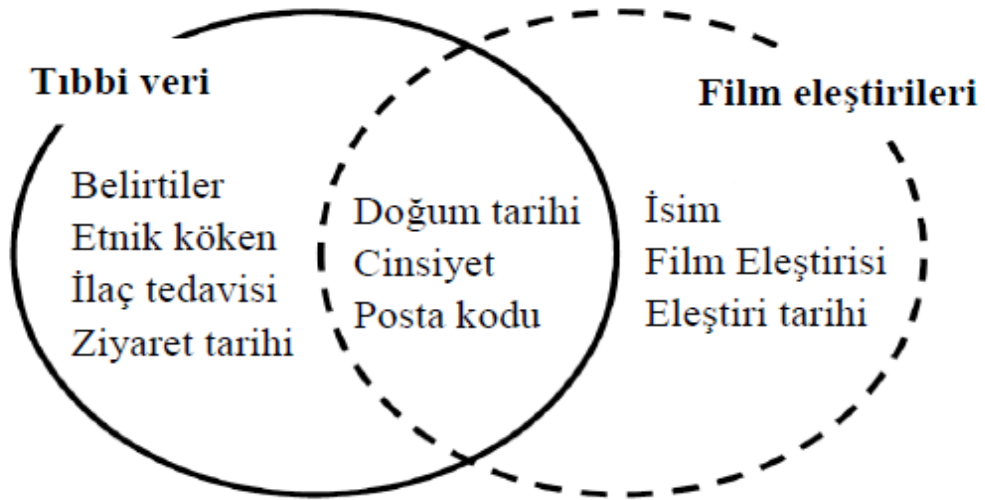 Tıbbi veri
Film eleştirileri
Belirtiler
Etnik köken
İlaç tedavisi
Ziyaret tarihi
Doğum tarihi
Cinsiyet
Posta kodu
İsim
Film Eleştirisi
Eleştiri tarihi